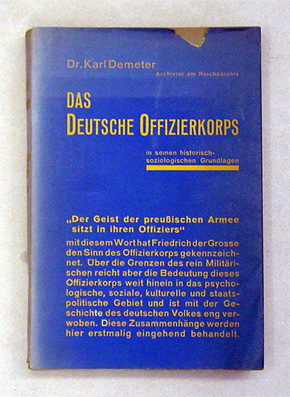 Dr. Karl Demeter
Archivrat am Reichsarchiv
DAS
DEUTSCHE OFFIZIERKORPS
in seinen historisch-
soziologischen Grundlagen
„Der Geist der preußischen Armee
sitzt in ihren Offiziers“
mit diesem Wort hat Friedrich der Grosse
den Sinn des Offizierkorps gekennzeich-
net. Über die Grenzen des rein Militäri-
schen reicht aber die Bedeutung dieses
Offizierkorps weit hinein in das psycho-
logische, soziale, kulturelle und staats-
politische Gebiet und ist mit der Ge-
schichte des deutschen Volkes eng ver-
woben. Diese Zusammenhänge werden
hier erstmalig eingehend behandelt.